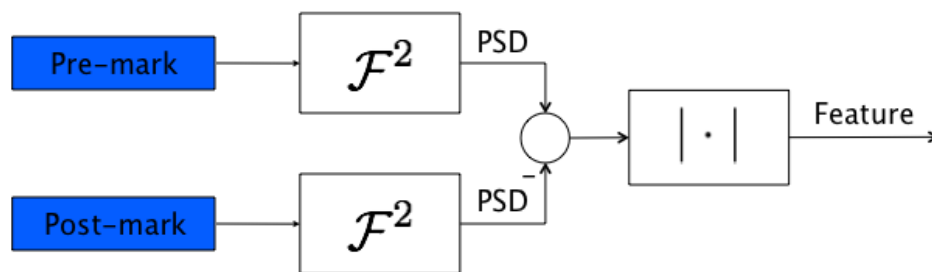 Pre-mark
ℱ²
PSD
Feature
| · |
-
Post-mark
ℱ²
PSD